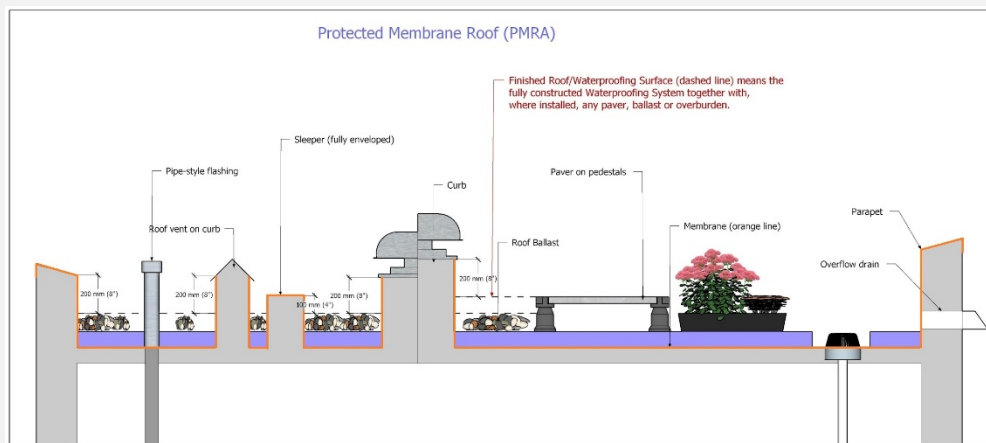 Protected Membrane Roof (PMRA)
Finished Roof/Waterproofing Surface (dashed line) means the
fully constructed Waterproofing System together with,
where installed, any paver, ballast or overburden.
Sleeper (fully enveloped)
Pipe-style flashing
Paver on pedestals
Curb
Parapet
Roof vent on curb
Membrane (orange line)
Roof Ballast
Overflow drain
200 mm (8")
200 mm (8")
200 mm (8")
200 mm (8")
100 mm (4")